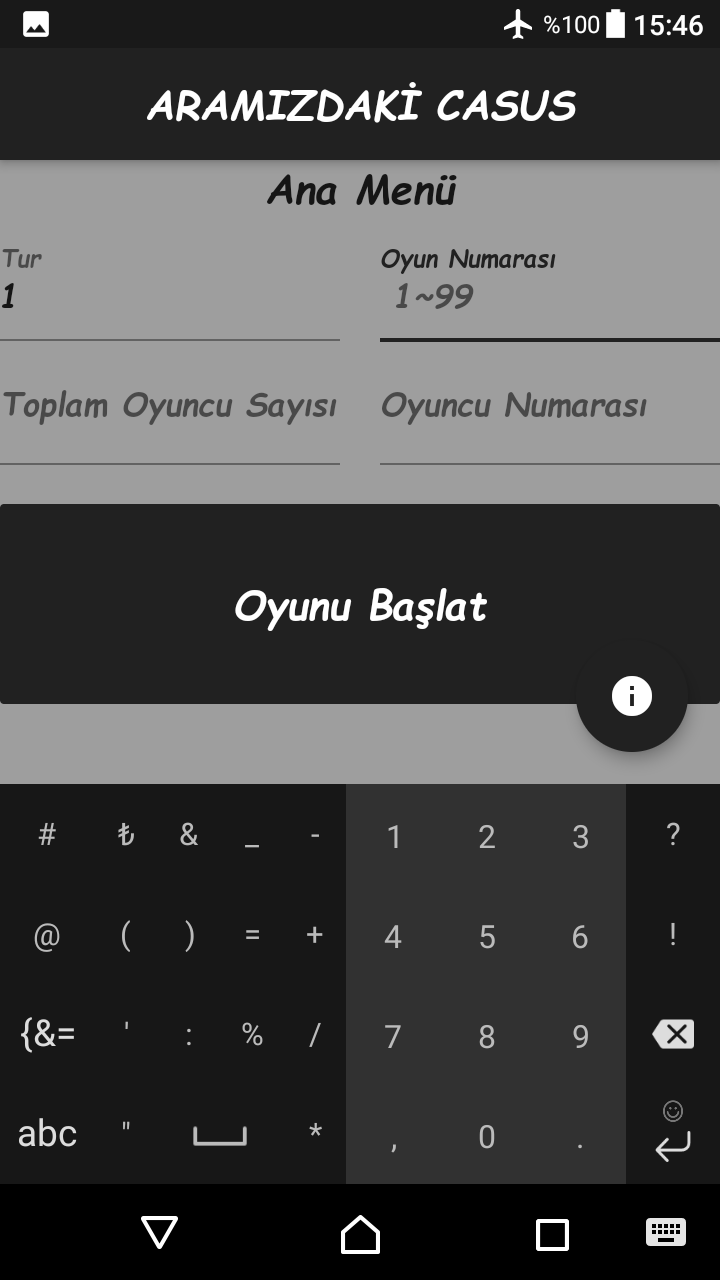 %100 15:46
ARAMIZDAKİ CASUS
Ana Menü
Tur Oyun Numarası
1 1~99
Toplam Oyuncu Sayısı Oyuncu Numarası
Oyunu Başlat
i
# ₺ & _ - 1 2 3 ?
@ ( ) = + 4 5 6 !
{&= ' : % / 7 8 9
abc " * , 0 .